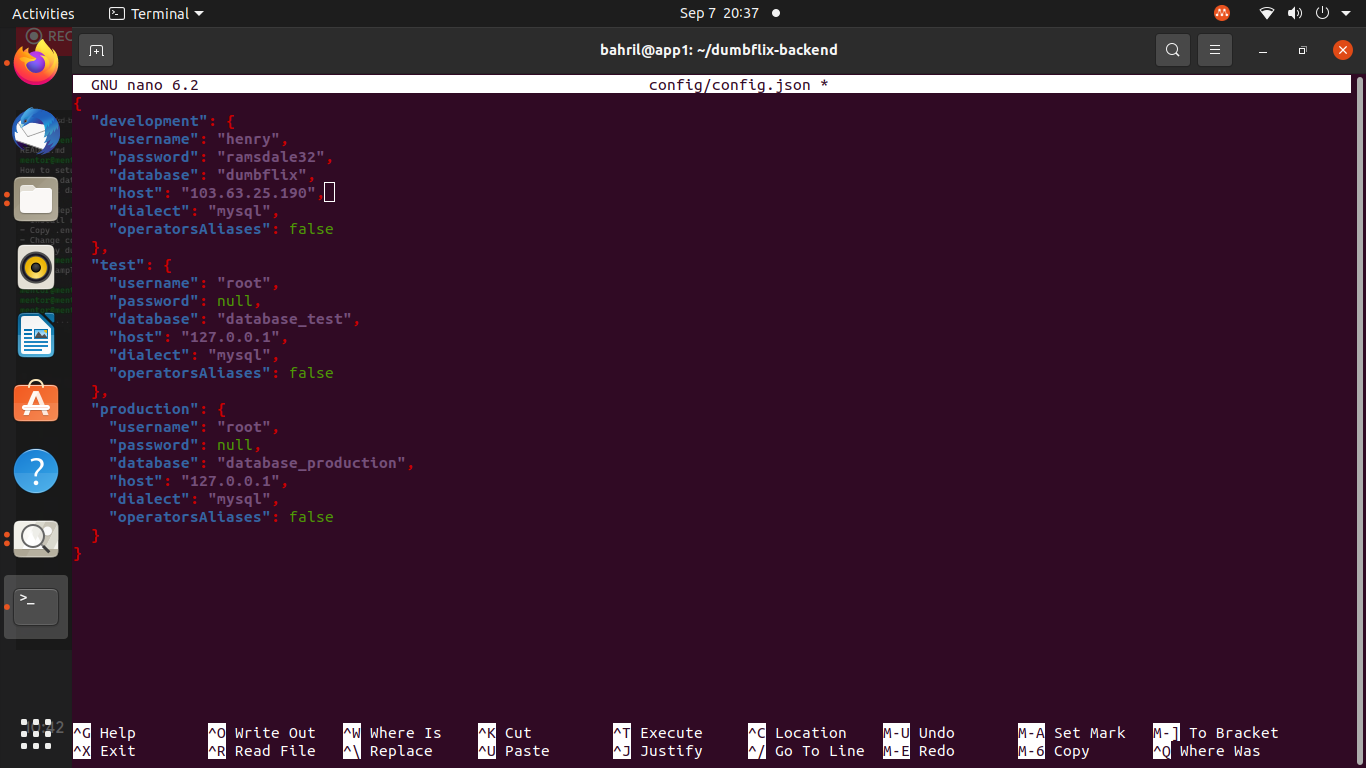 Activities
Terminal
Sep 7 20:37
REC
bahril@app1: ~/dumbflix-backend
GNU nano 6.2
config/config.json *
{
"development": {
"username": "henry",
"password": "ramsdale32",
"database": "dumbflix",
"host": "103.63.25.190",
"dialect": "mysql",
"operatorsAliases": false
},
"test": {
"username": "root",
"password": null,
"database": "database_test",
"host": "127.0.0.1",
"dialect": "mysql",
"operatorsAliases": false
},
"production": {
"username": "root",
"password": null,
"database": "database_production",
"host": "127.0.0.1",
"dialect": "mysql",
"operatorsAliases": false
}
}
^G Help ^O Write Out ^W Where Is ^K Cut ^T Execute ^C Location M-U Undo M-A Set Mark M-] To Bracket
^X Exit ^R Read File ^\ Replace ^U Paste ^J Justify ^/ Go To Line M-E Redo M-6 Copy ^Q Where Was